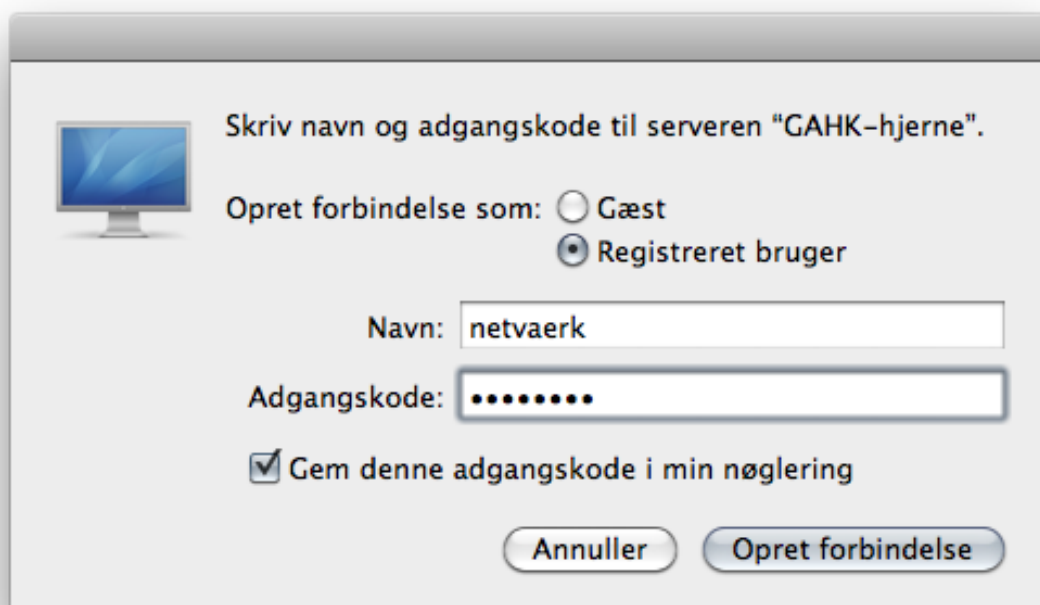 Skriv navn og adgangskode til serveren “GAHK-hjerne”.
Opret forbindelse som: Gæst
Registreret bruger
Navn: netvaerk
Adgangskode: ••••••••
Gem denne adgangskode i min nøglering
Annuller Opret forbindelse